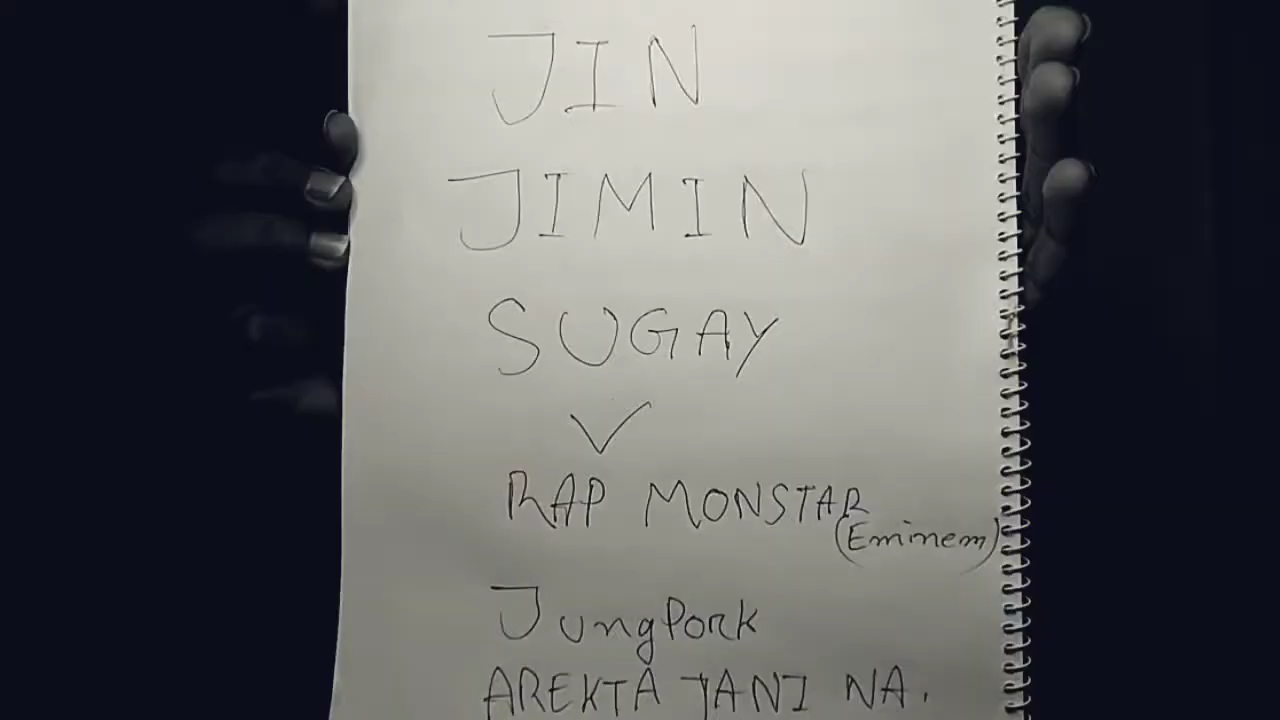 JIN
JIMIN
SUGAY
V
RAP MONSTAR
(Eminem)
JungPork
AREKTA JANI NA.